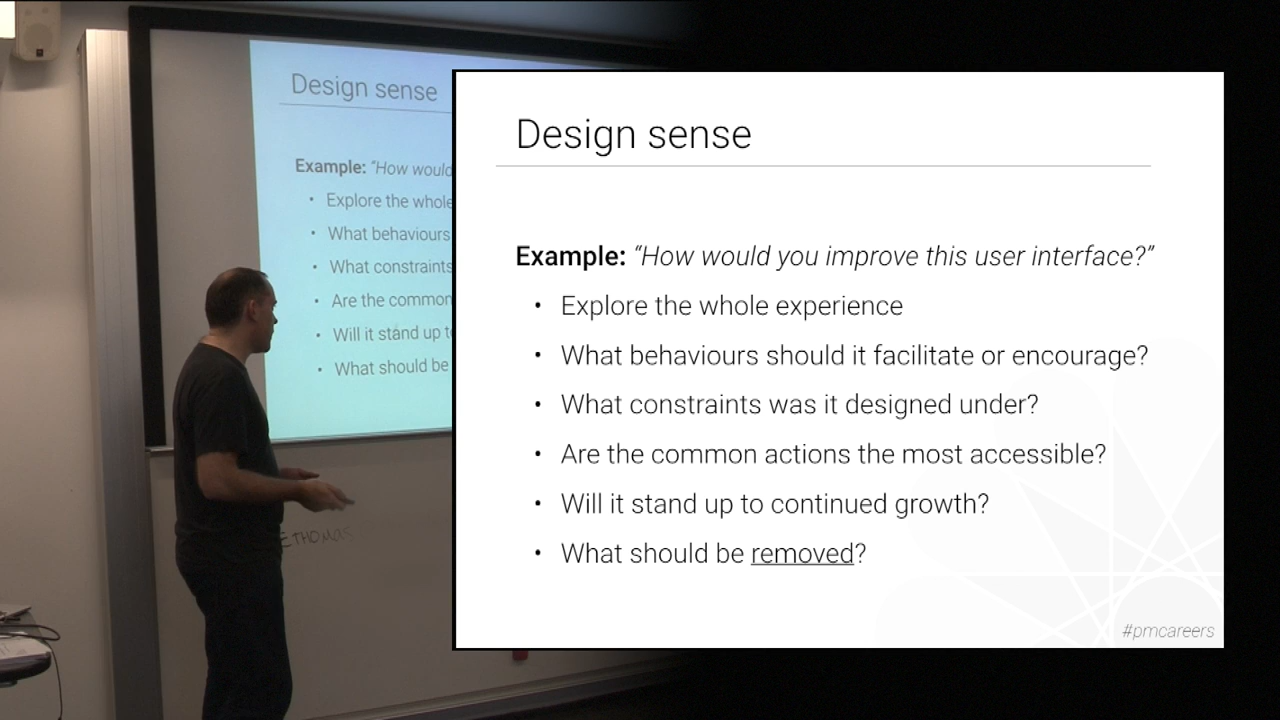 Design sense
Example: “How would
• Explore the whole
• What behaviours
• What constraints
• Are the common
• Will it stand up to
• What should be
ETHOMAS
Design sense
Example: “How would you improve this user interface?”
• Explore the whole experience
• What behaviours should it facilitate or encourage?
• What constraints was it designed under?
• Are the common actions the most accessible?
• Will it stand up to continued growth?
• What should be removed?
#pmcareers